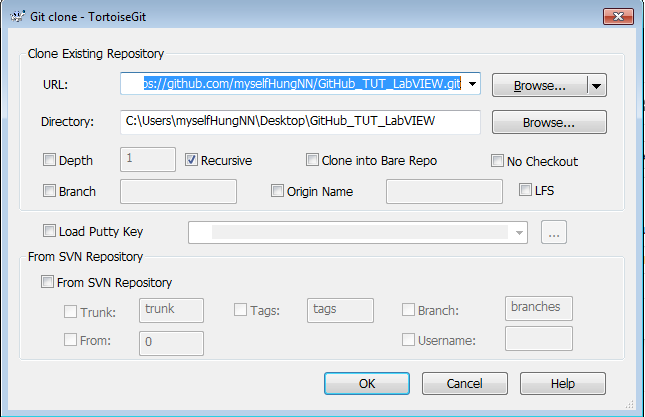 Git clone - TortoiseGit
Clone Existing Repository
URL: ps://github.com/myselfHungNN/GitHub_TUT_LabVIEW.git Browse...
Directory: C:\Users\myselfHungNN\Desktop\GitHub_TUT_LabVIEW Browse...
Depth 1 Recursive Clone into Bare Repo No Checkout
Branch Origin Name LFS
Load Putty Key ...
From SVN Repository
From SVN Repository
Trunk: trunk Tags: tags Branch: branches
From: 0 Username:
OK Cancel Help